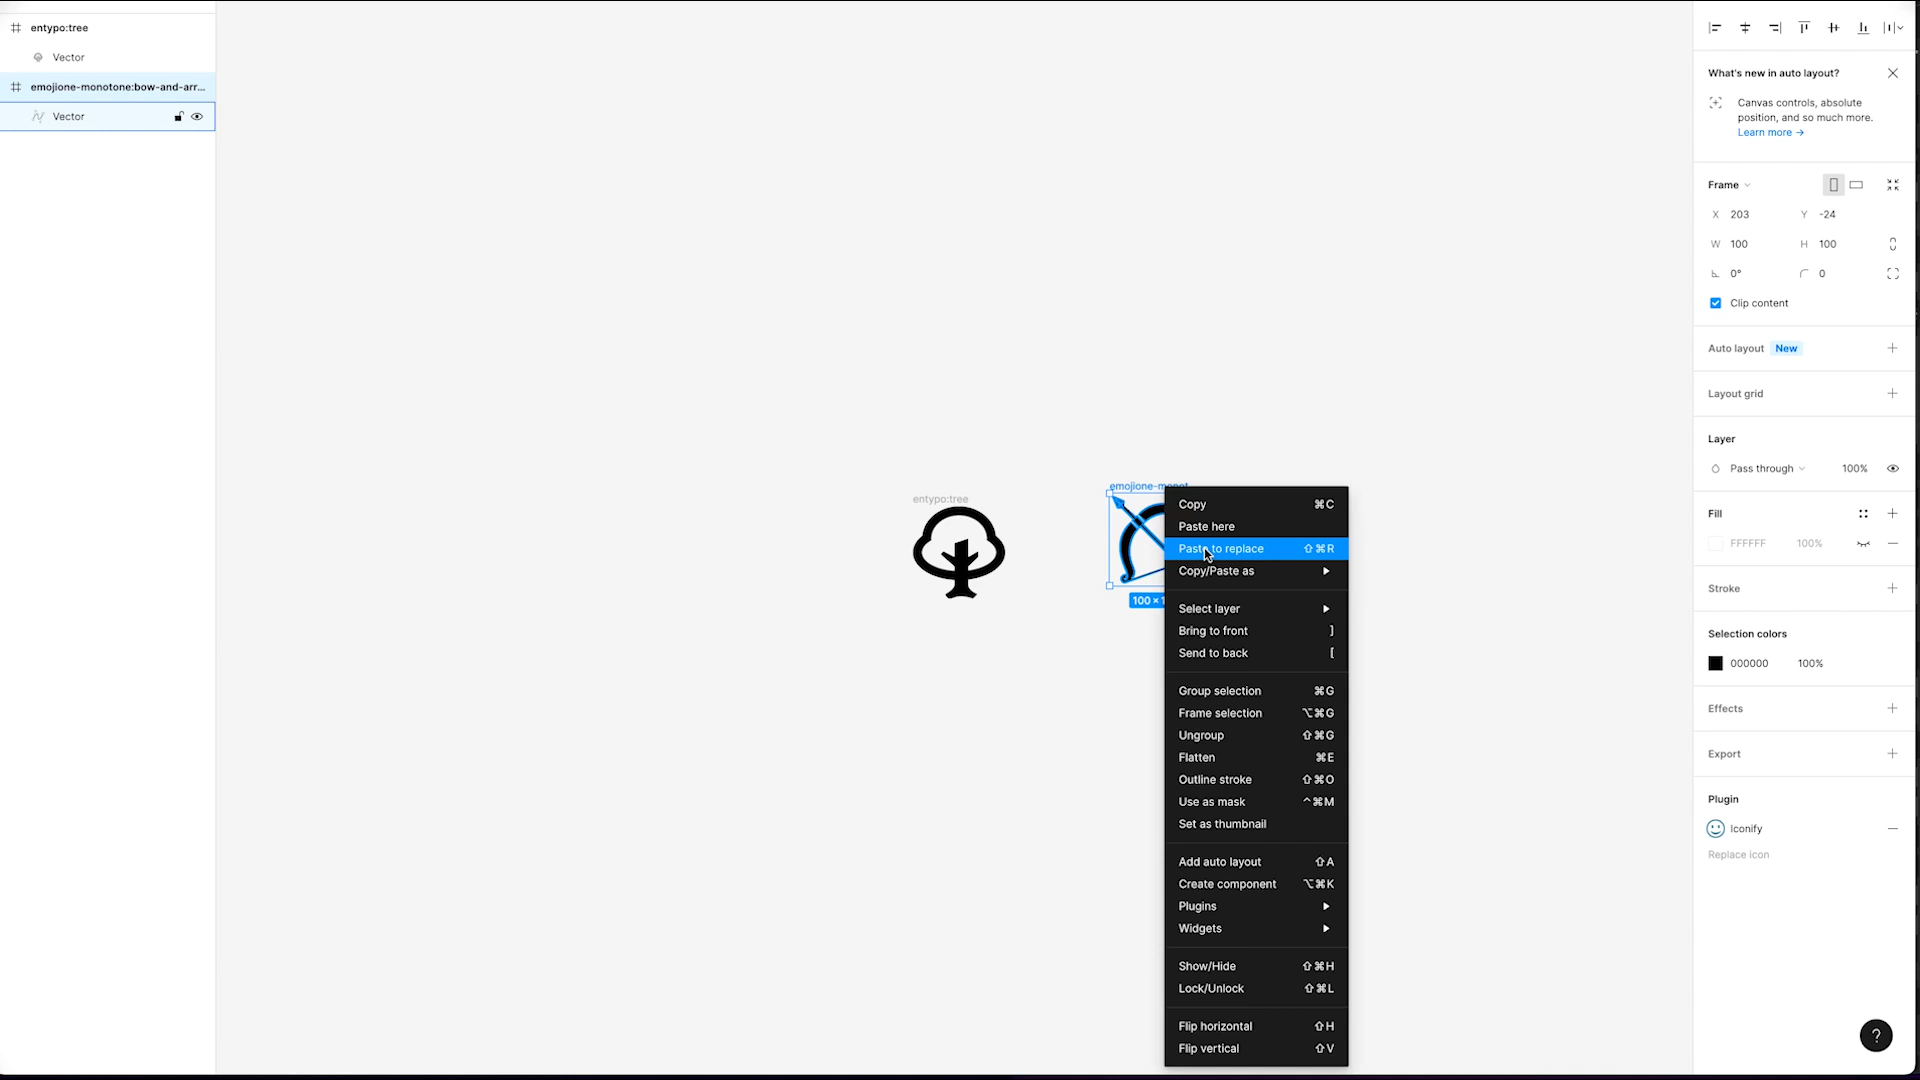 entypo:tree
Vector
emojione-monotone:bow-and-arr...
Vector
entypo:tree
emojione-monot
100 × 1
Copy ⌘C
Paste here
Paste to replace ⇧⌘R
Copy/Paste as
Select layer
Bring to front ]
Send to back [
Group selection ⌘G
Frame selection ⌥⌘G
Ungroup ⇧⌘G
Flatten ⌘E
Outline stroke ⇧⌘O
Use as mask ^⌘M
Set as thumbnail
Add auto layout ⇧A
Create component ⌥⌘K
Plugins
Widgets
Show/Hide ⇧⌘H
Lock/Unlock ⇧⌘L
Flip horizontal ⇧H
Flip vertical ⇧V
What's new in auto layout?
Canvas controls, absolute
position, and so much more.
Learn more →
Frame
X 203 Y -24
W 100 H 100
0° 0
Clip content
Auto layout New
Layout grid
Layer
Pass through 100%
Fill
FFFFFF 100%
Stroke
Selection colors
000000 100%
Effects
Export
Plugin
Iconify
Replace icon
?